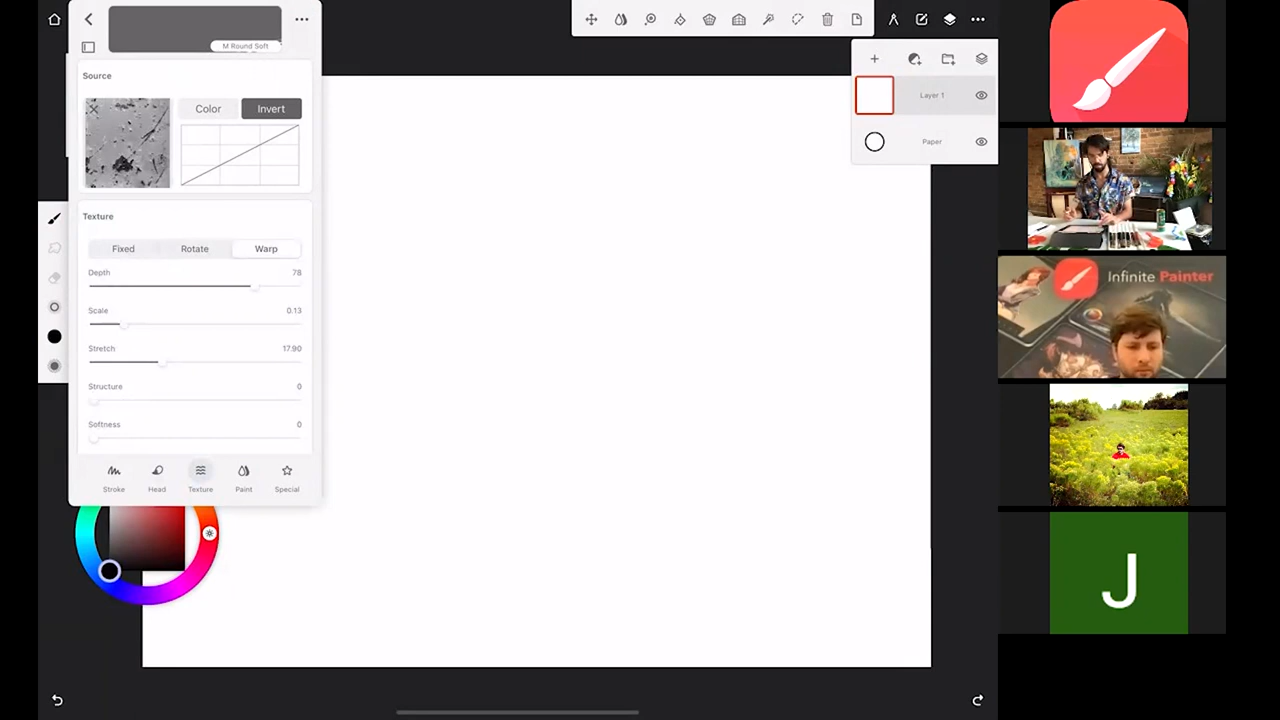 M Round Soft
Source
Color
Invert
Texture
Fixed
Rotate
Warp
Depth
78
Scale
0.13
Stretch
17.90
Structure
0
Softness
0
Stroke
Head
Texture
Paint
Special
Layer 1
Paper
Infinite Painter
J